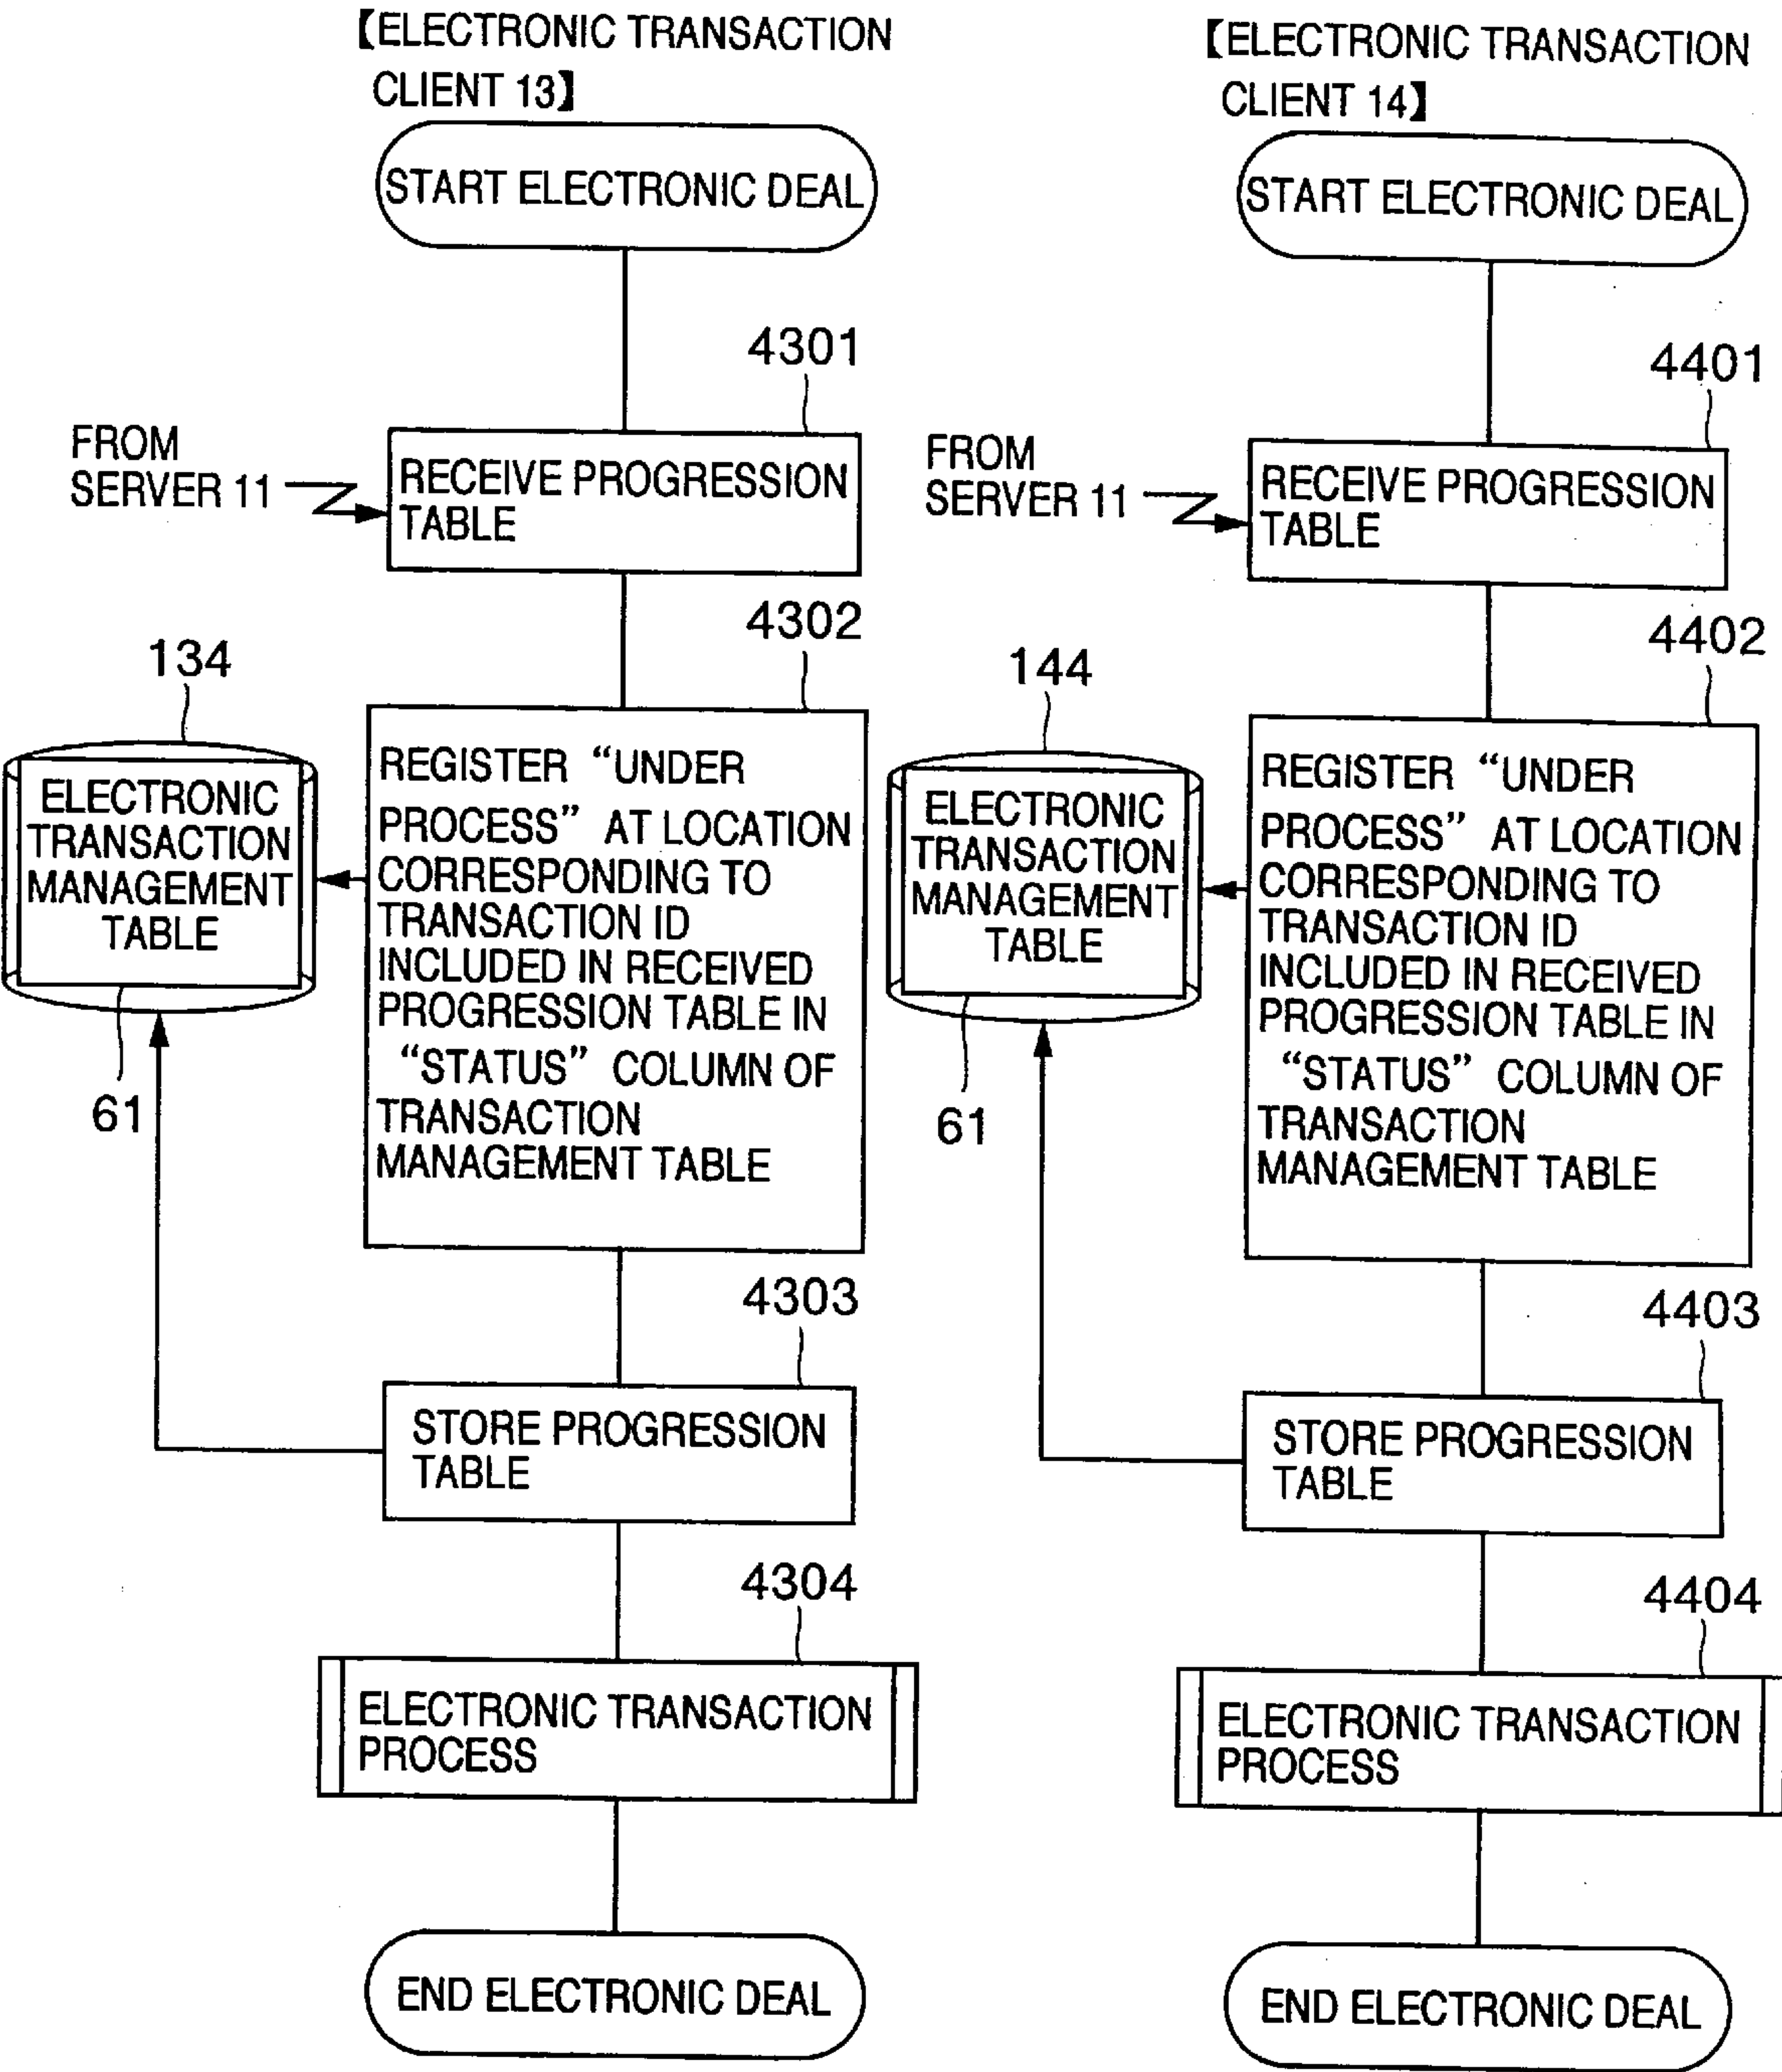 【ELECTRONIC TRANSACTION
CLIENT 13】
START ELECTRONIC DEAL
4301
FROM
SERVER 11
RECEIVE PROGRESSION
TABLE
4302
134
ELECTRONIC
TRANSACTION
MANAGEMENT
TABLE
61
REGISTER “UNDER
PROCESS” AT LOCATION
CORRESPONDING TO
TRANSACTION ID
INCLUDED IN RECEIVED
PROGRESSION TABLE IN
“STATUS” COLUMN OF
TRANSACTION
MANAGEMENT TABLE
4303
STORE PROGRESSION
TABLE
4304
ELECTRONIC TRANSACTION
PROCESS
END ELECTRONIC DEAL
【ELECTRONIC TRANSACTION
CLIENT 14】
START ELECTRONIC DEAL
4401
FROM
SERVER 11
RECEIVE PROGRESSION
TABLE
4402
144
ELECTRONIC
TRANSACTION
MANAGEMENT
TABLE
61
REGISTER “UNDER
PROCESS” AT LOCATION
CORRESPONDING TO
TRANSACTION ID
INCLUDED IN RECEIVED
PROGRESSION TABLE IN
“STATUS” COLUMN OF
TRANSACTION
MANAGEMENT TABLE
4403
STORE PROGRESSION
TABLE
4404
ELECTRONIC TRANSACTION
PROCESS
END ELECTRONIC DEAL